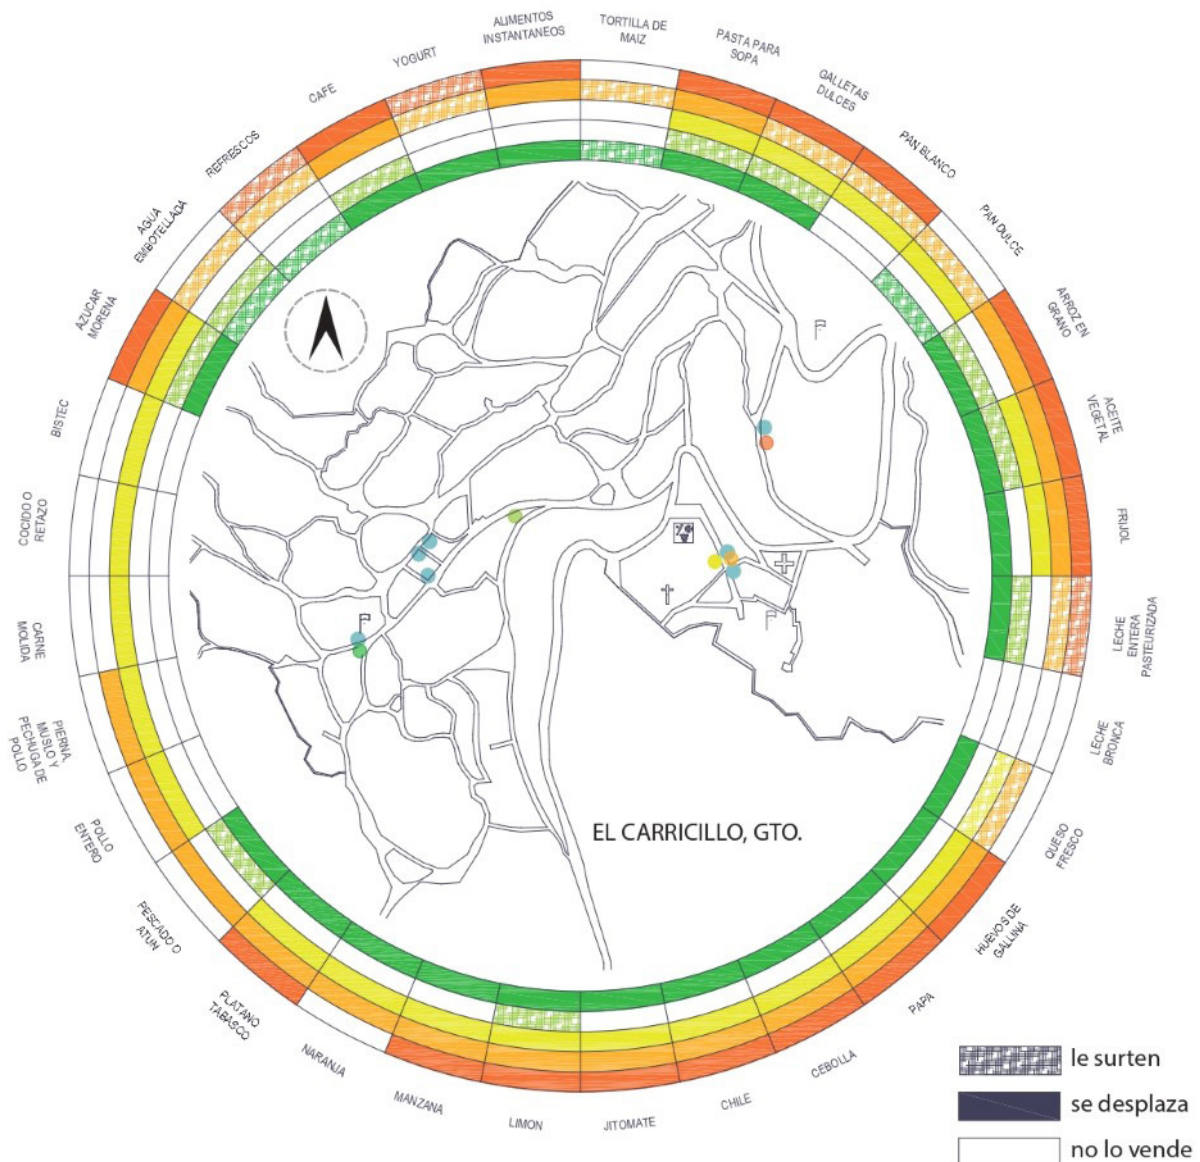 ALIMENTOS
INSTANTANEOS
TORTILLA DE
MAIZ
PASTA PARA
SOPA
GALLETAS
DULCES
PAN BLANCO
PAN DULCE
ARROZ EN
GRANO
ACEITE
VEGETAL
FRIJOL
LECHE
ENTERA
PASTEURIZADA
LECHE
BRONCA
QUESO
FRESCO
HUEVOS DE
GALLINA
PAPA
CEBOLLA
CHILE
JITOMATE
LIMON
MANZANA
NARANJA
PLATANO
TABASCO
PESCADO O
ATUN
POLLO
ENTERO
PIERNA,
MUSLO Y
PECHUGA DE
POLLO
CARNE
MOLIDA
COCIDO O
RETAZO
BISTEC
AZUCAR
MORENA
AGUA
EMBOTELLADA
REFRESCOS
CAFE
YOGURT
EL CARRICILLO, GTO.
le surten
se desplaza
no lo vende